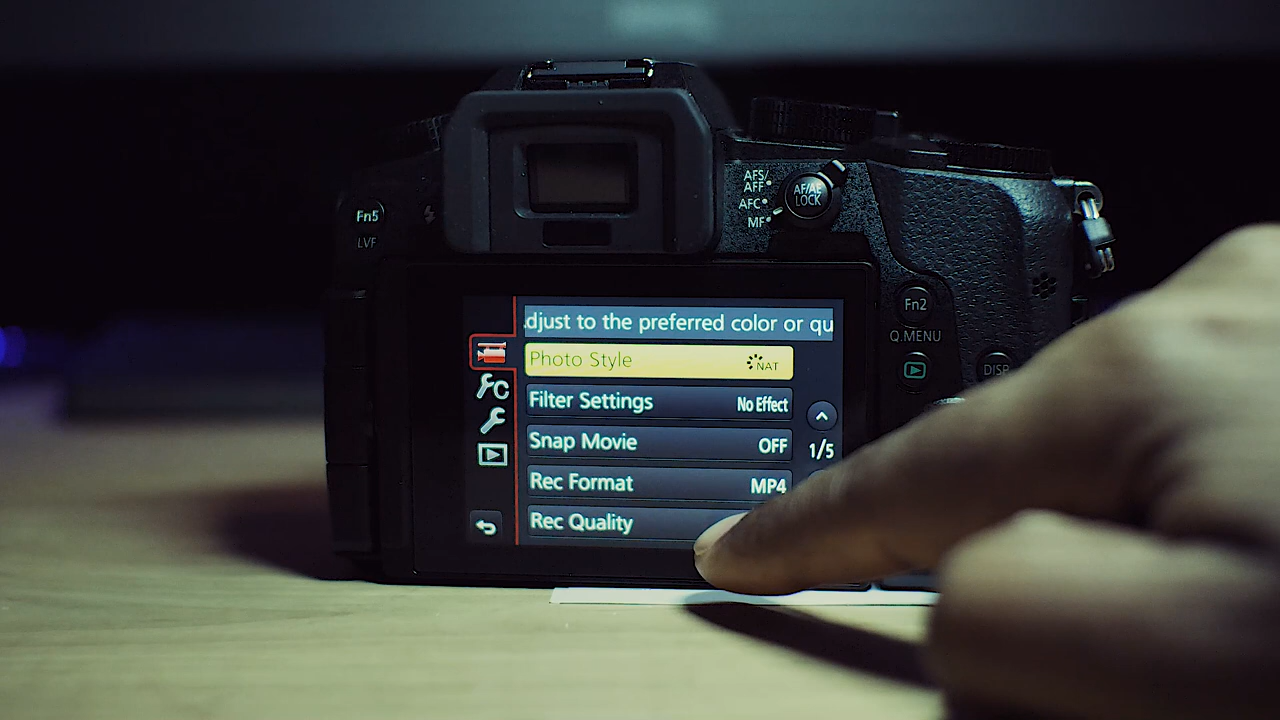 AFS/
AFF
AFC
MF
AF/AE
LOCK
Fn5
LVF
Fn2
Q.MENU
DISP
.djust to the preferred color or qu
Photo Style NAT
Filter Settings No Effect
Snap Movie OFF
1/5
Rec Format MP4
Rec Quality